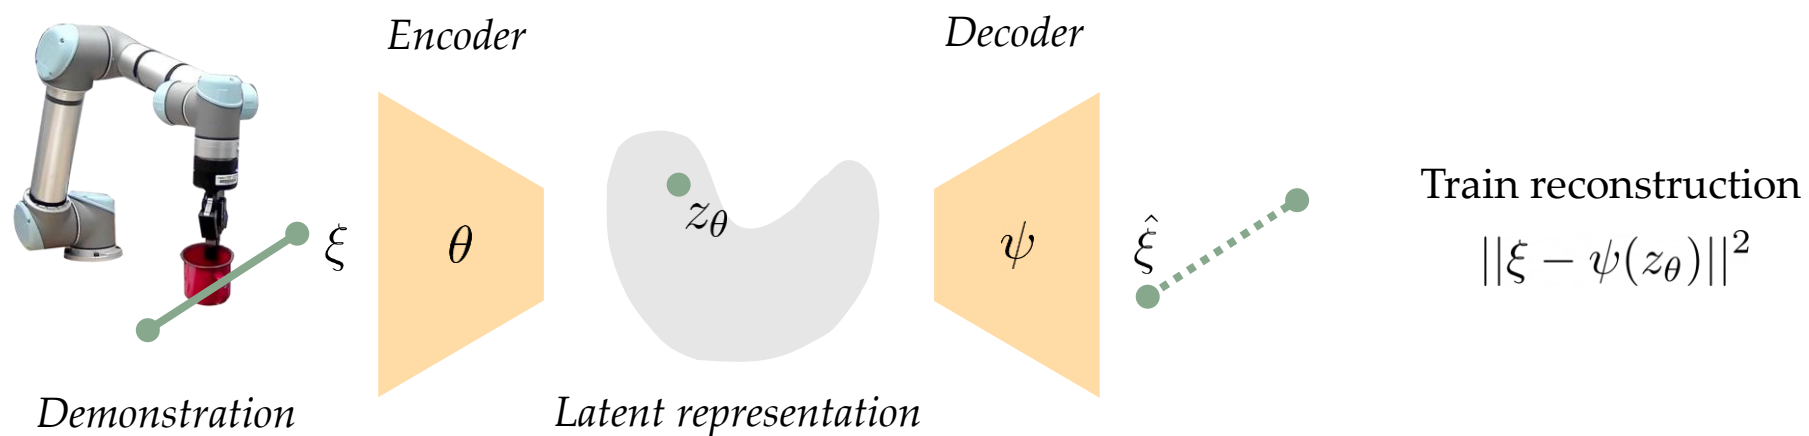 Encoder
Decoder
ξ
θ
z_θ
ψ
ξ̂
Train reconstruction
||ξ − ψ(z_θ)||²
Demonstration
Latent representation